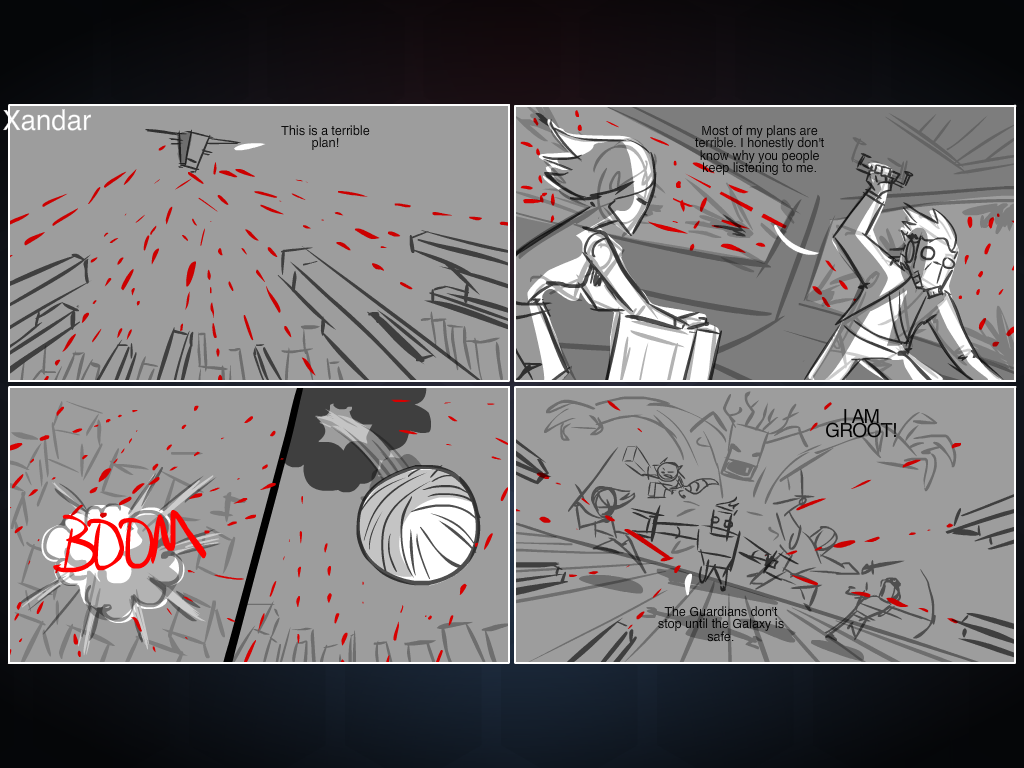 Xandar
This is a terrible
plan!
Most of my plans are
terrible. I honestly don't
know why you people
keep listening to me.
BOOM
I AM
GROOT!
The Guardians don't
stop until the Galaxy is
safe.